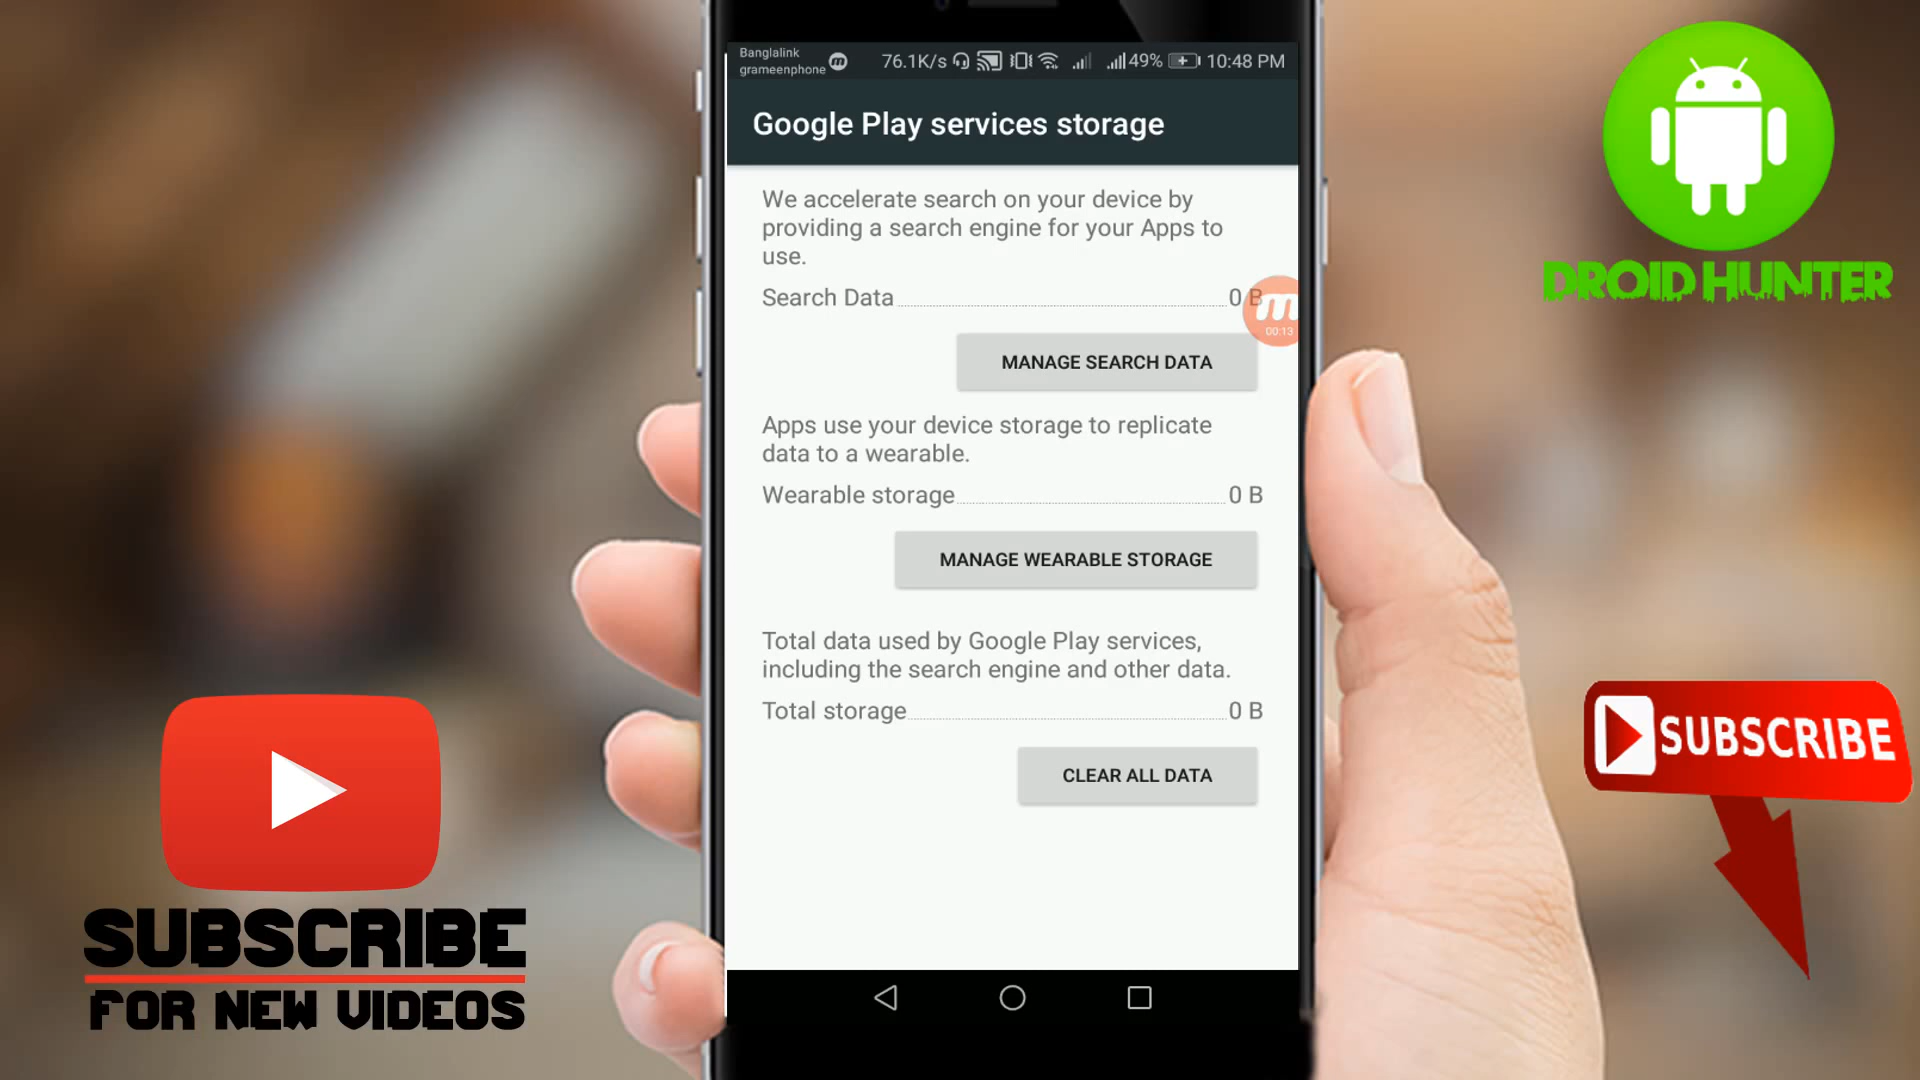 Banglalink
grameenphone
76.1K/s
49%
10:48 PM
Google Play services storage
We accelerate search on your device by
providing a search engine for your Apps to
use.
Search Data 0 B
m
00:13
MANAGE SEARCH DATA
Apps use your device storage to replicate
data to a wearable.
Wearable storage 0 B
MANAGE WEARABLE STORAGE
Total data used by Google Play services,
including the search engine and other data.
Total storage 0 B
CLEAR ALL DATA
DROID HUNTER
SUBSCRIBE
SUBSCRIBE
FOR NEW VIDEOS